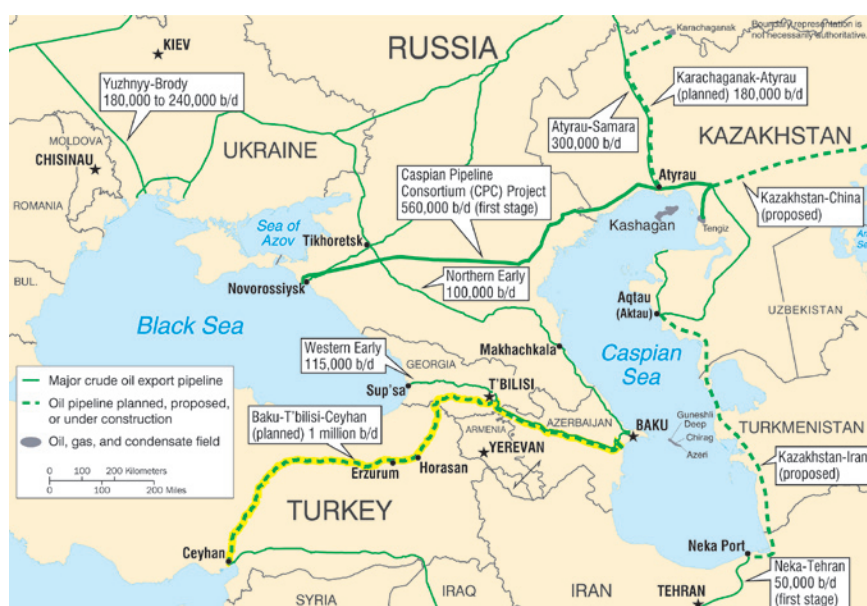 Karachaganak
Boundary representation is
not necessarily authoritative.
KIEV
RUSSIA
Yuzhnyy-Brody
180,000 to 240,000 b/d
Karachaganak-Atyrau
(planned) 180,000 b/d
MOLDOVA
CHISINAU
UKRAINE
Atyrau-Samara
300,000 b/d
KAZAKHSTAN
Caspian Pipeline
Consortium (CPC) Project
560,000 b/d (first stage)
Atyrau
Kazakhstan-China
(proposed)
ROMANIA
Sea of
Azov
Tikhoretsk
Kashagan
Tengiz
BUL.
Novorossiysk
Northern Early
100,000 b/d
Aqtau
(Aktau)
UZBEKISTAN
Black Sea
Western Early
115,000 b/d
Makhachkala
Caspian
Sea
GEORGIA
Major crude oil export pipeline
Oil pipeline planned, proposed,
or under construction
Oil, gas, and condensate field
0 100 200 Kilometers
0 100 200 Miles
Sup'sa
T'BILISI
Baku-T'bilisi-Ceyhan
(planned) 1 million b/d
ARMENIA
AZERBAIJAN
BAKU
Guneshli
Deep
Chirag
Azeri
TURKMENISTAN
YEREVAN
Erzurum
Horasan
Kazakhstan-Iran
(proposed)
TURKEY
Ceyhan
Neka Port
Neka-Tehran
50,000 b/d
(first stage)
SYRIA
IRAQ
IRAN
TEHRAN